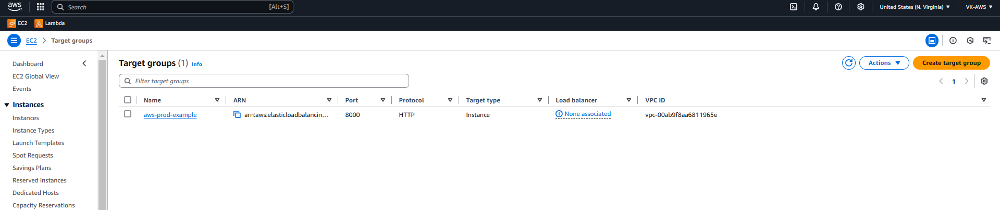 aws Search [Alt+S] United States (N. Virginia) VK-AWS
EC2 Lambda
EC2 Target groups
Dashboard
EC2 Global View
Events
Instances
Instances
Instance Types
Launch Templates
Spot Requests
Savings Plans
Reserved Instances
Dedicated Hosts
Capacity Reservations
Target groups (1) Info
Actions Create target group
Filter target groups
1
Name ARN Port Protocol Target type Load balancer VPC ID
aws-prod-example arn:aws:elasticloadbalancin... 8000 HTTP Instance None associated vpc-00ab9f8aa6811965e